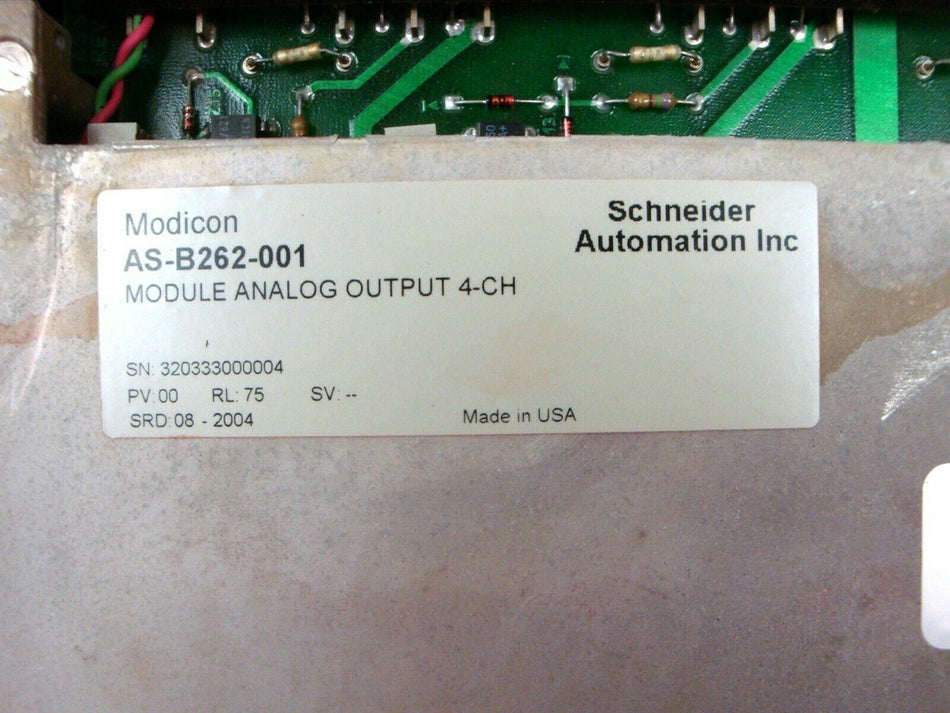 Modicon
AS-B262-001
MODULE ANALOG OUTPUT 4-CH
Schneider
Automation Inc
SN: 320333000004
PV:00 RL: 75 SV: --
SRD:08 - 2004
Made in USA